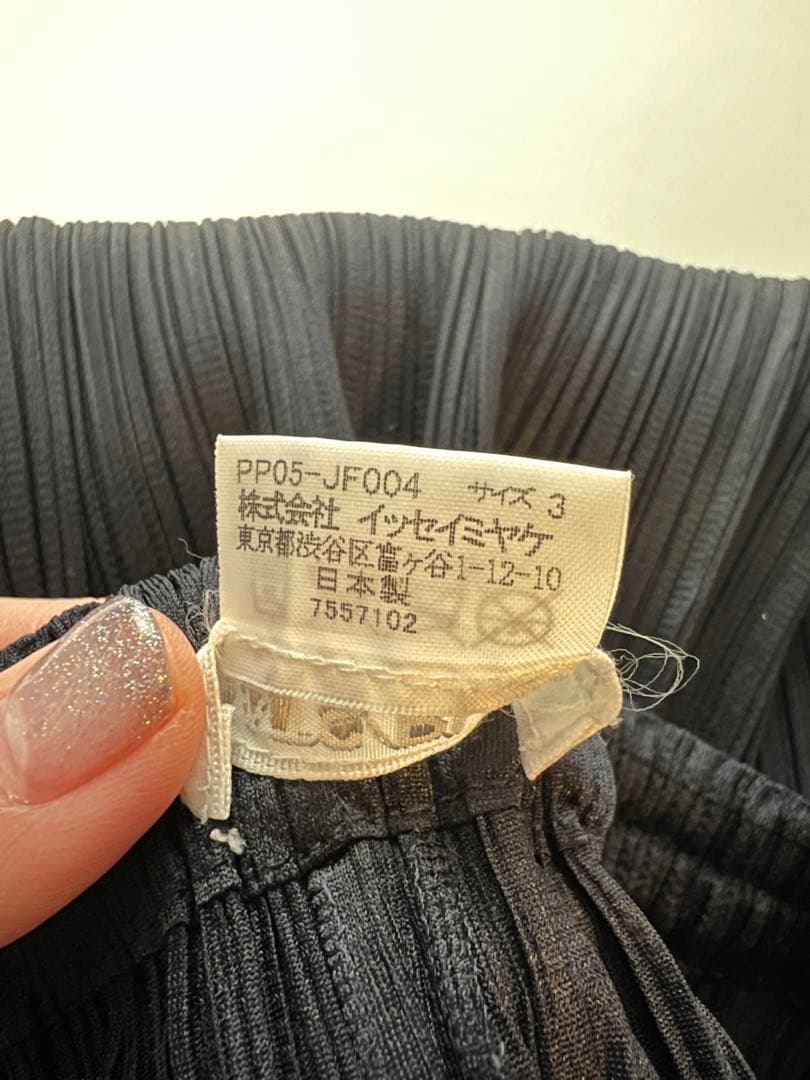 PP05-JF004 サイズ 3
株式会社 イッセイミヤケ
東京都渋谷区富ヶ谷1-12-10
日本製
7557102